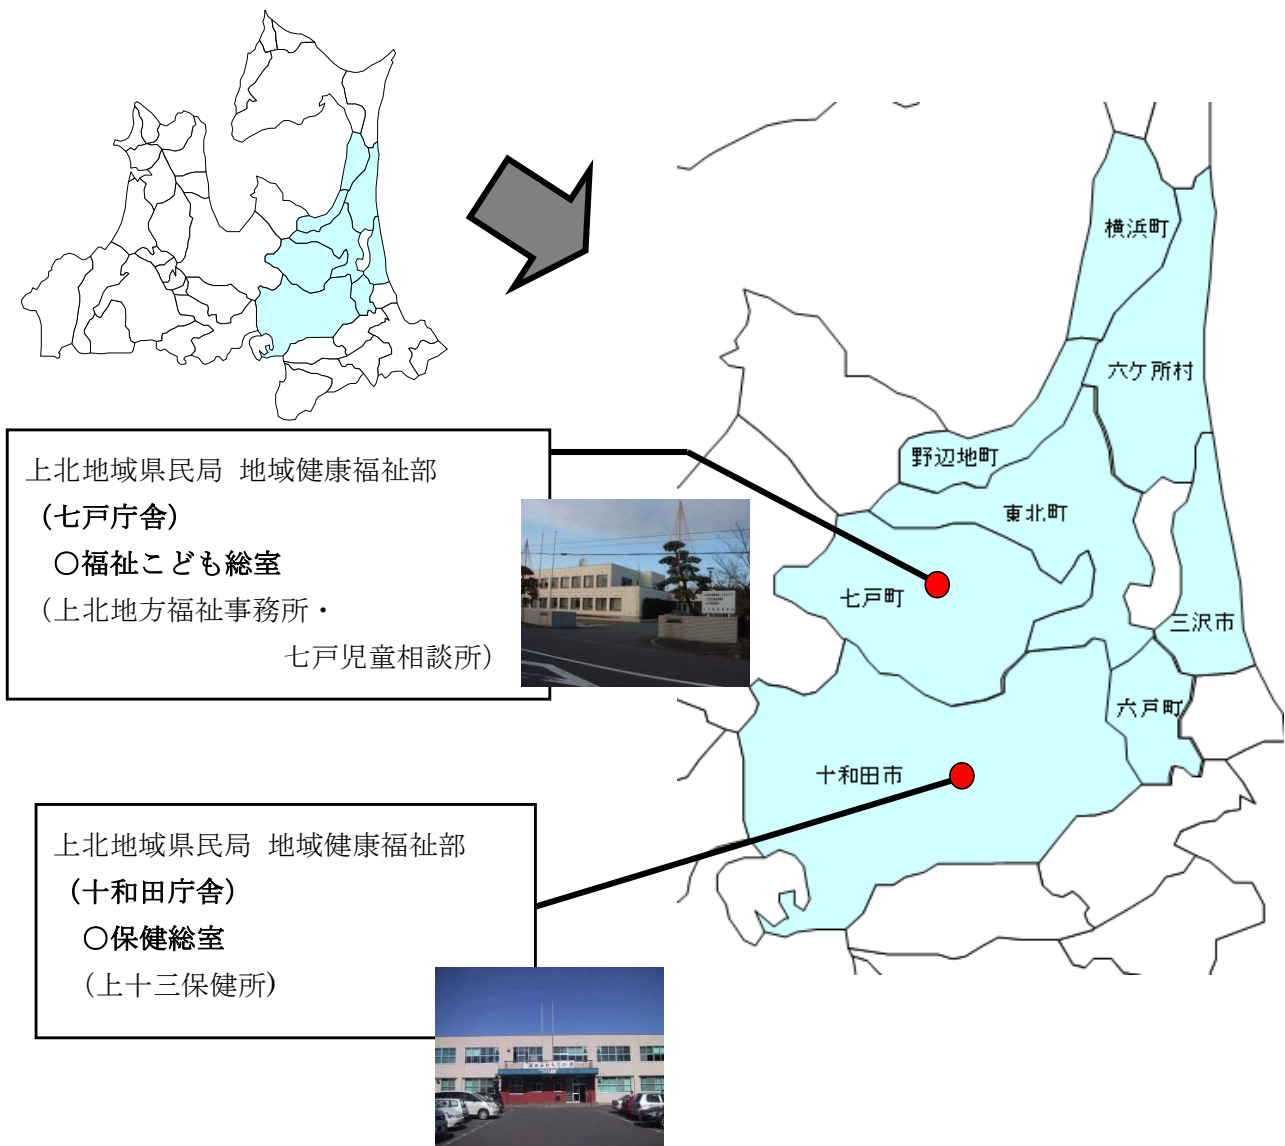 横浜町
六ケ所村
野辺地町
東北町
七戸町
三沢市
六戸町
十和田市
上北地域県民局 地域健康福祉部
(七戸庁舎)
○福祉こども総室
(上北地方福祉事務所・
七戸児童相談所)
上北地域県民局 地域健康福祉部
(十和田庁舎)
○保健総室
(上十三保健所)